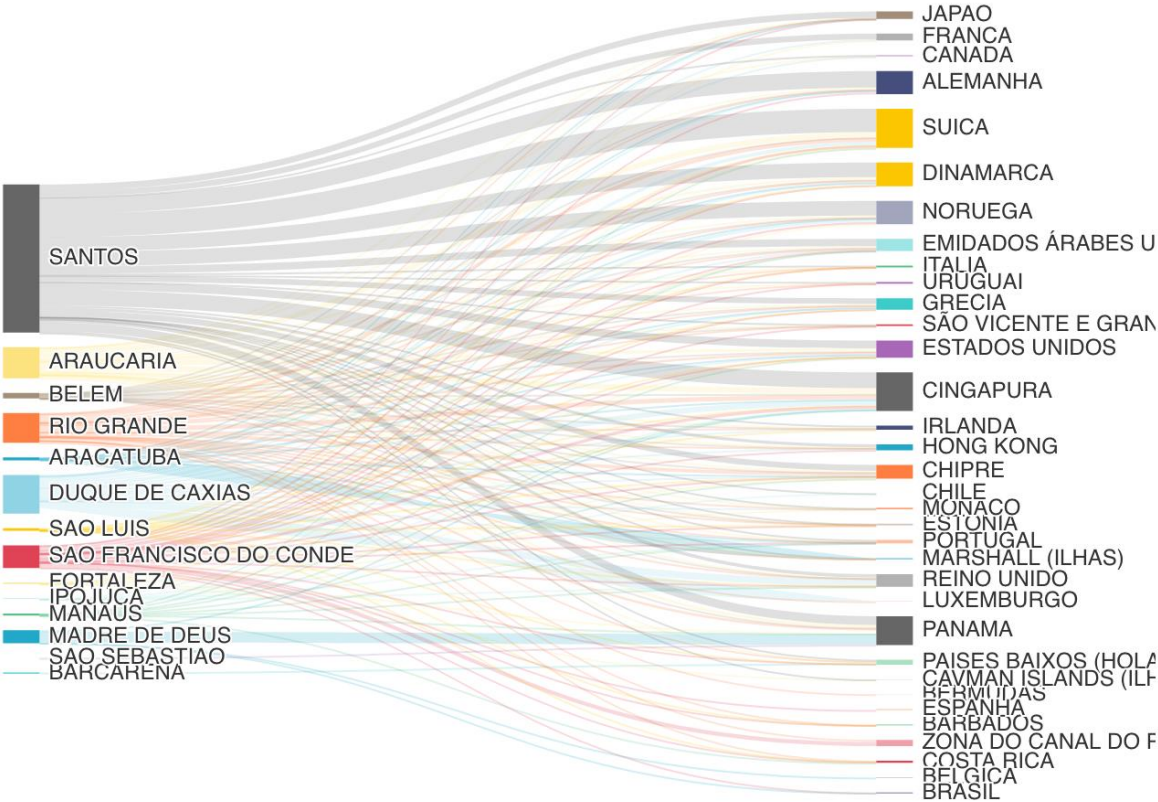 SANTOS
ARAUCARIA
BELEM
RIO GRANDE
ARACATUBA
DUQUE DE CAXIAS
SAO LUIS
SAO FRANCISCO DO CONDE
FORTALEZA
IPOJUCA
MANAUS
MADRE DE DEUS
SAO SEBASTIAO
BARCARENA
JAPAO
FRANCA
CANADA
ALEMANHA
SUICA
DINAMARCA
NORUEGA
EMIDADOS ÁRABES U
ITALIA
URUGUAI
GRECIA
SÃO VICENTE E GRAN
ESTADOS UNIDOS
CINGAPURA
IRLANDA
HONG KONG
CHIPRE
CHILE
MONACO
ESTONIA
PORTUGAL
MARSHALL (ILHAS)
REINO UNIDO
LUXEMBURGO
PANAMA
PAISES BAIXOS (HOLA
CAYMAN ISLANDS (ILH
BERMUDAS
ESPANHA
BARBADOS
ZONA DO CANAL DO P
COSTA RICA
BELGICA
BRASIL